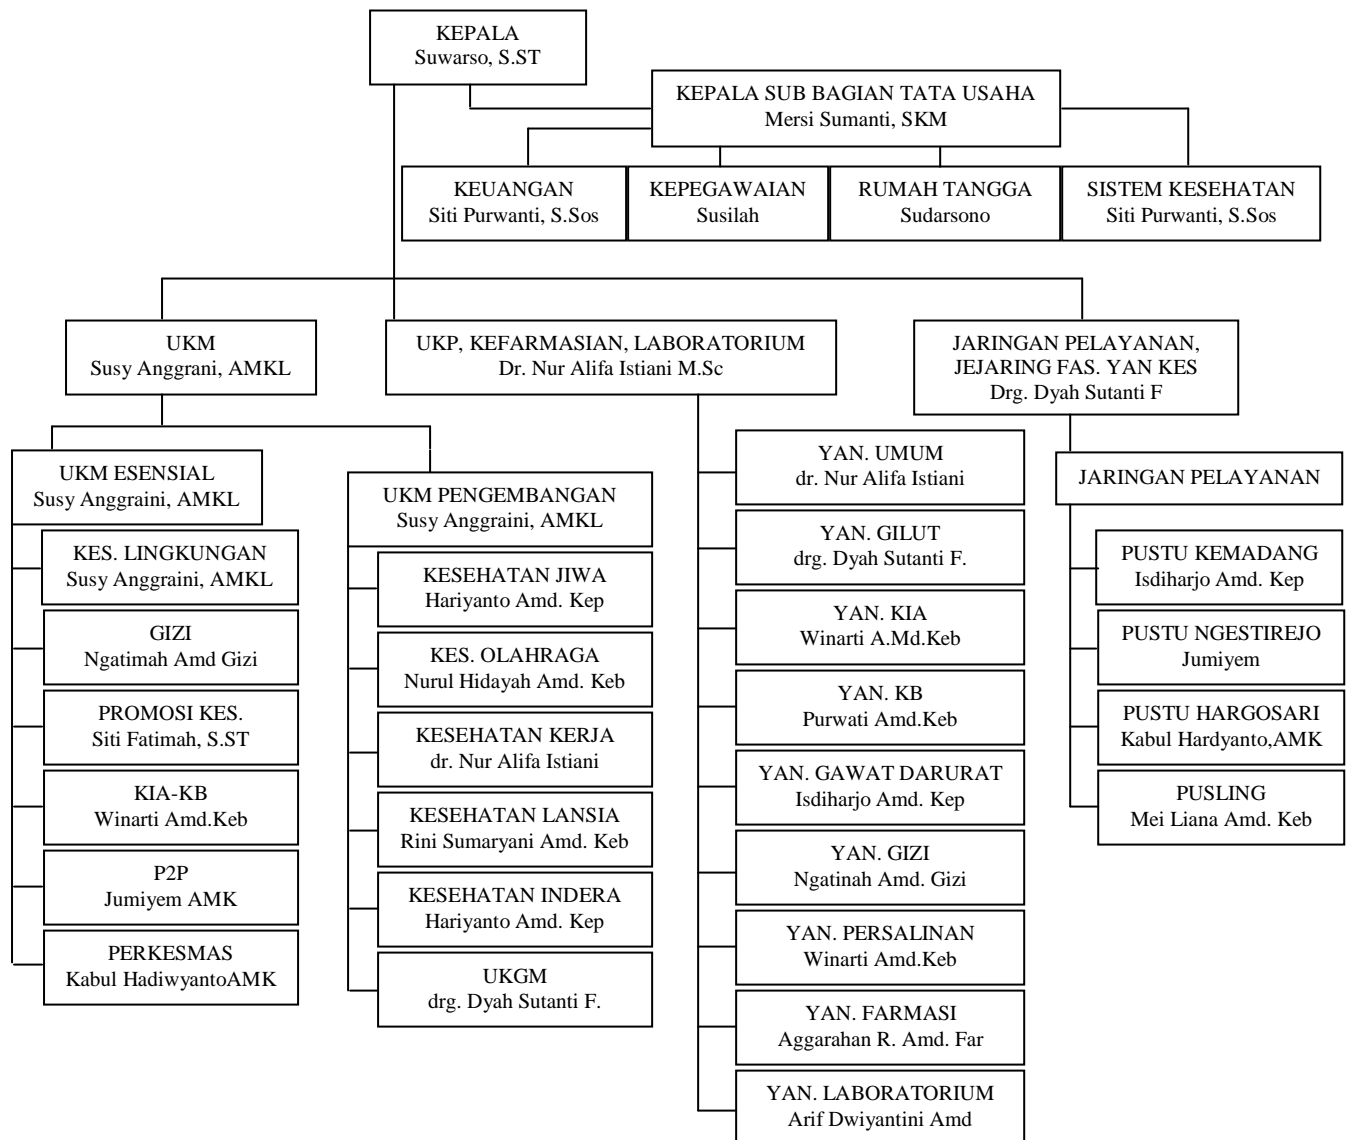 KEPALA
Suwarso, S.ST
KEPALA SUB BAGIAN TATA USAHA
Mersi Sumanti, SKM
KEUANGAN
Siti Purwanti, S.Sos
KEPEGAWAIAN
Susilah
RUMAH TANGGA
Sudarsono
SISTEM KESEHATAN
Siti Purwanti, S.Sos
UKM
Susy Anggrani, AMKL
UKP, KEFARMASIAN, LABORATORIUM
Dr. Nur Alifa Istiani M.Sc
JARINGAN PELAYANAN,
JEJARING FAS. YAN KES
Drg. Dyah Sutanti F
UKM ESENSIAL
Susy Anggraini, AMKL
KES. LINGKUNGAN
Susy Anggraini, AMKL
GIZI
Ngatimah Amd Gizi
PROMOSI KES.
Siti Fatimah, S.ST
KIA-KB
Winarti Amd.Keb
P2P
Jumiyem AMK
PERKESMAS
Kabul HadiwyantoAMK
UKM PENGEMBANGAN
Susy Anggraini, AMKL
KESEHATAN JIWA
Hariyanto Amd. Kep
KES. OLAHRAGA
Nurul Hidayah Amd. Keb
KESEHATAN KERJA
dr. Nur Alifa Istiani
KESEHATAN LANSIA
Rini Sumaryani Amd. Keb
KESEHATAN INDERA
Hariyanto Amd. Kep
UKGM
drg. Dyah Sutanti F.
YAN. UMUM
dr. Nur Alifa Istiani
YAN. GILUT
drg. Dyah Sutanti F.
YAN. KIA
Winarti A.Md.Keb
YAN. KB
Purwati Amd.Keb
YAN. GAWAT DARURAT
Isdiharjo Amd. Kep
YAN. GIZI
Ngatinah Amd. Gizi
YAN. PERSALINAN
Winarti Amd.Keb
YAN. FARMASI
Aggarahan R. Amd. Far
YAN. LABORATORIUM
Arif Dwiyantini Amd
JARINGAN PELAYANAN
PUSTU KEMADANG
Isdiharjo Amd. Kep
PUSTU NGESTIREJO
Jumiyem
PUSTU HARGOSARI
Kabul Hardyanto,AMK
PUSLING
Mei Liana Amd. Keb